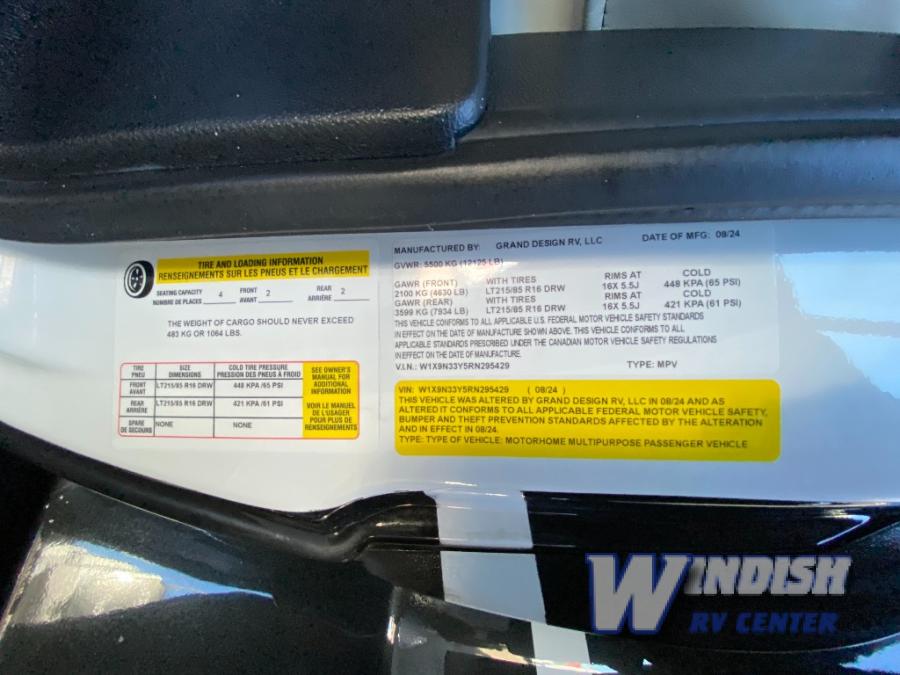 TIRE AND LOADING INFORMATION
RENSEIGNEMENTS SUR LES PNEUS ET LE CHARGEMENT
SEATING CAPACITY 4 FRONT 2 REAR 2
NOMBRE DE PLACES AVANT ARRIÈRE
THE WEIGHT OF CARGO SHOULD NEVER EXCEED
483 KG OR 1064 LBS.
TIRE PNEU SIZE DIMENSIONS COLD TIRE PRESSURE PRESSION DES PNEUS À FROID
FRONT AVANT LT215/85 R16 DRW 448 KPA /65 PSI
REAR ARRIÈRE LT215/85 R16 DRW 421 KPA /61 PSI
SPARE DE SECOURS NONE NONE
SEE OWNER'S
MANUAL FOR
ADDITIONAL
INFORMATION
VOIR LE MANUEL
DE L'USAGER
POUR PLUS DE
RENSEIGNEMENTS
MANUFACTURED BY: GRAND DESIGN RV, LLC DATE OF MFG: 08/24
GVWR: 5500 KG (12125 LB)
GAWR (FRONT) WITH TIRES RIMS AT COLD
2100 KG (4630 LB) LT215/85 R16 DRW 16X 5.5J 448 KPA (65 PSI)
GAWR (REAR) WITH TIRES RIMS AT COLD
3599 KG (7934 LB) LT215/85 R16 DRW 16X 5.5J 421 KPA (61 PSI)
THIS VEHICLE CONFORMS TO ALL APPLICABLE U.S. FEDERAL MOTOR VEHICLE SAFETY STANDARDS
IN EFFECT ON THE DATE OF MANUFACTURE SHOWN ABOVE. THIS VEHICLE CONFORMS TO ALL
APPLICABLE STANDARDS PRESCRIBED UNDER THE CANADIAN MOTOR VEHICLE SAFETY REGULATIONS
IN EFFECT ON THE DATE OF MANUFACTURE.
V.I.N.: W1X9N33Y5RN295429 TYPE: MPV
VIN: W1X9N33Y5RN295429 ( 08/24 )
THIS VEHICLE WAS ALTERED BY GRAND DESIGN RV, LLC IN 08/24 AND AS
ALTERED IT CONFORMS TO ALL APPLICABLE FEDERAL MOTOR VEHICLE SAFETY,
BUMPER AND THEFT PREVENTION STANDARDS AFFECTED BY THE ALTERATION
AND IN EFFECT IN 08/24.
TYPE: TYPE OF VEHICLE: MOTORHOME MULTIPURPOSE PASSENGER VEHICLE
WINDISH
RV CENTER